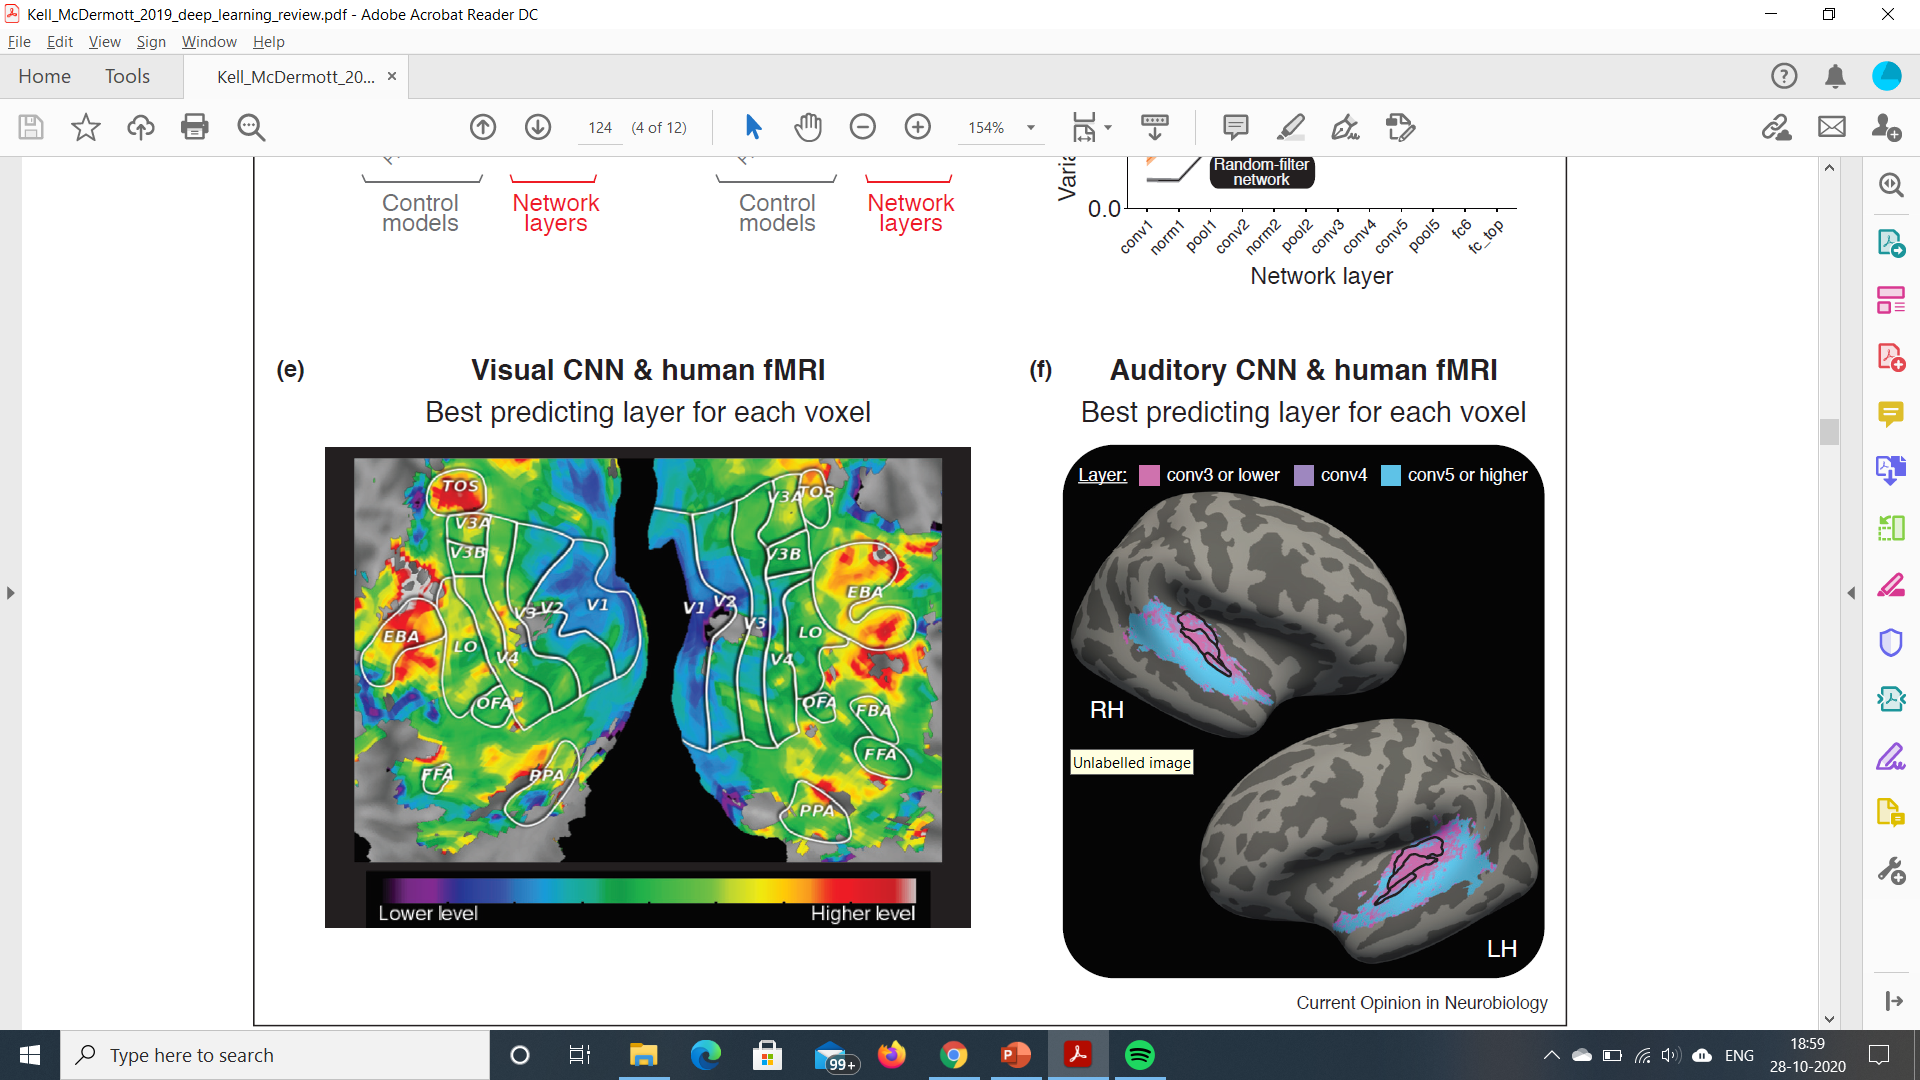 Kell_McDermott_2019_deep_learning_review.pdf - Adobe Acrobat Reader DC
File Edit View Sign Window Help
Home Tools Kell_McDermott_20... ×
124 (4 of 12) 154%
Control models
Network layers
Control models
Network layers
Varia
Random-filter network
0.0
conv1 norm1 pool1 conv2 norm2 pool2 conv3 conv4 conv5 pool5 fc6 fc_top
Network layer
(e) Visual CNN & human fMRI
Best predicting layer for each voxel
TOS
V3A
V3B
V3 V2 V1
EBA
LO
V4
OFA
FFA
PPA
V3A TOS
V3B
EBA
V1 V2
V3
LO
V4
OFA
FBA
FFA
PPA
Lower level Higher level
(f) Auditory CNN & human fMRI
Best predicting layer for each voxel
Layer: conv3 or lower conv4 conv5 or higher
RH
Unlabelled image
LH
Current Opinion in Neurobiology
Type here to search
99+
ENG
18:59
28-10-2020